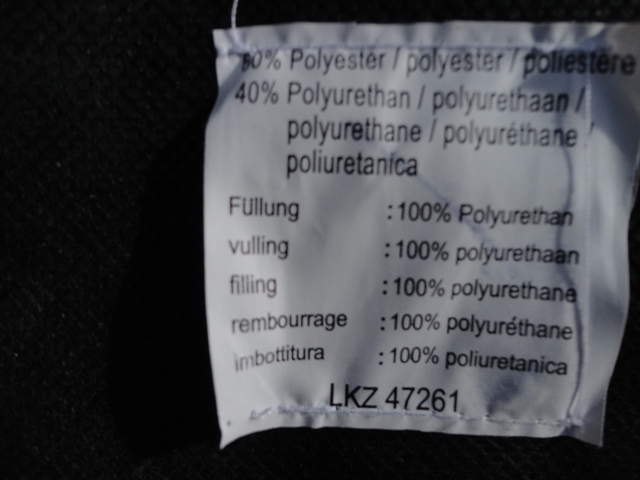 60% Polyester / polyester / poliestere
40% Polyurethan / polyurethaan /
polyurethane / polyuréthane /
poliuretanica
Füllung : 100% Polyurethan
vulling : 100% polyurethaan
filling : 100% polyurethane
rembourrage : 100% polyuréthane
imbottitura : 100% poliuretanica
LKZ 47261